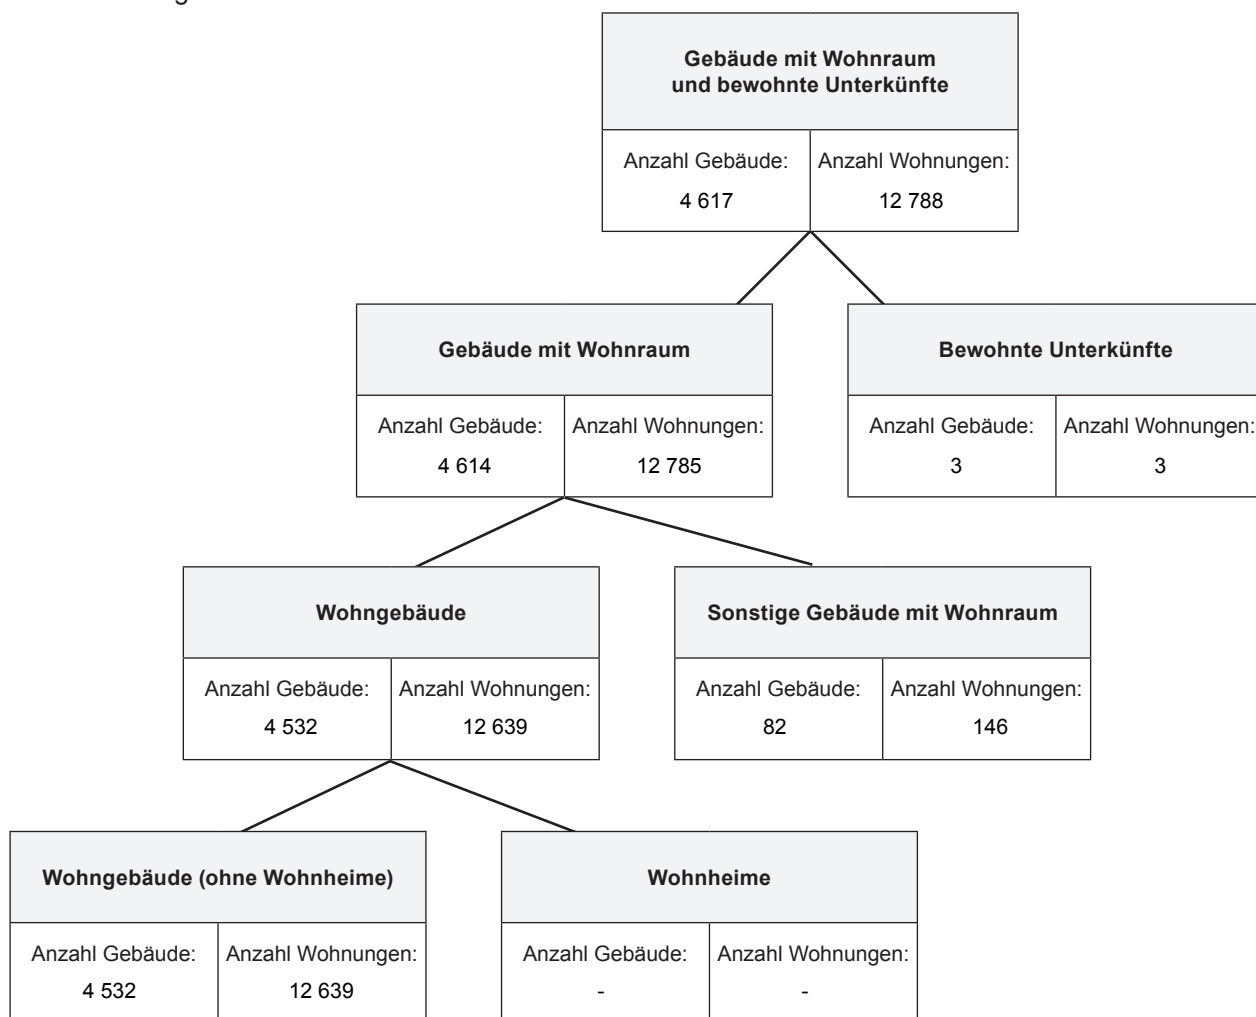 Gebäude mit Wohnraum
und bewohnte Unterkünfte
Anzahl Gebäude: Anzahl Wohnungen:
4 617 12 788
Gebäude mit Wohnraum
Anzahl Gebäude: Anzahl Wohnungen:
4 614 12 785
Bewohnte Unterkünfte
Anzahl Gebäude: Anzahl Wohnungen:
3 3
Wohngebäude
Anzahl Gebäude: Anzahl Wohnungen:
4 532 12 639
Sonstige Gebäude mit Wohnraum
Anzahl Gebäude: Anzahl Wohnungen:
82 146
Wohngebäude (ohne Wohnheime)
Anzahl Gebäude: Anzahl Wohnungen:
4 532 12 639
Wohnheime
Anzahl Gebäude: Anzahl Wohnungen:
- -